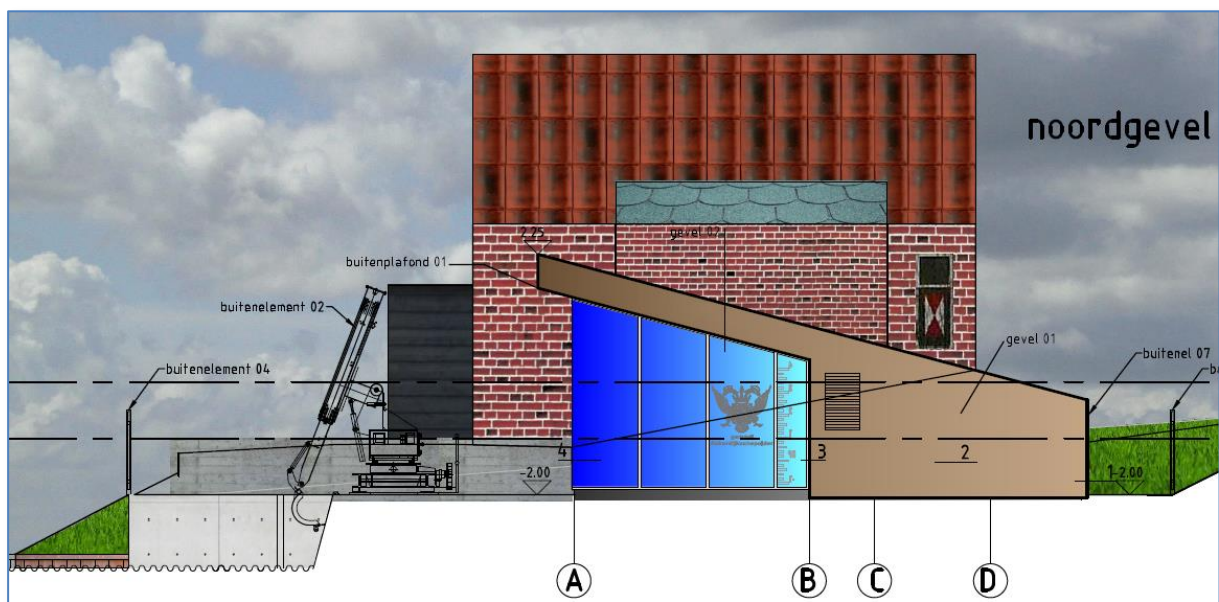 noordgevel
2.25
gevel 02
buitenplafond 01
buitenelement 02
gevel 01
buitenel 07
buitenelement 04
4
3
2
1
-2.00
-2.00
A
B
C
D